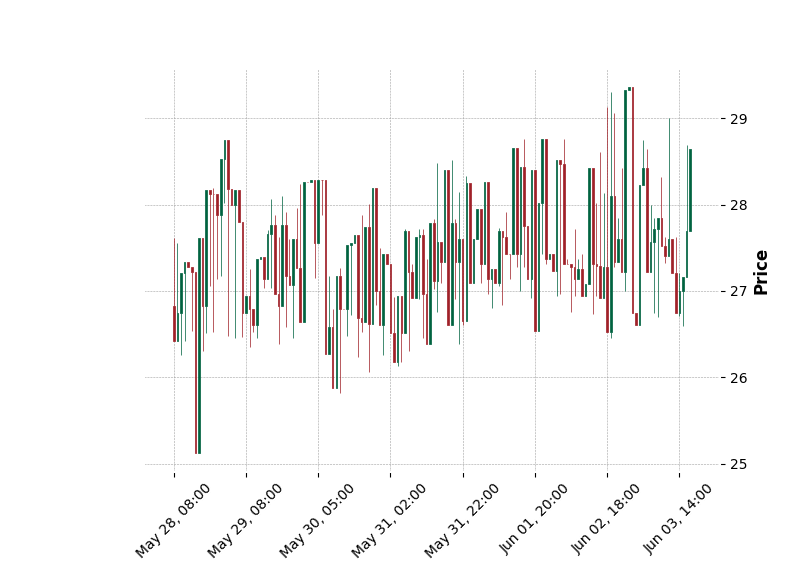 29
28
27
26
25
Price
May 28, 08:00
May 29, 08:00
May 30, 05:00
May 31, 02:00
May 31, 22:00
Jun 01, 20:00
Jun 02, 18:00
Jun 03, 14:00